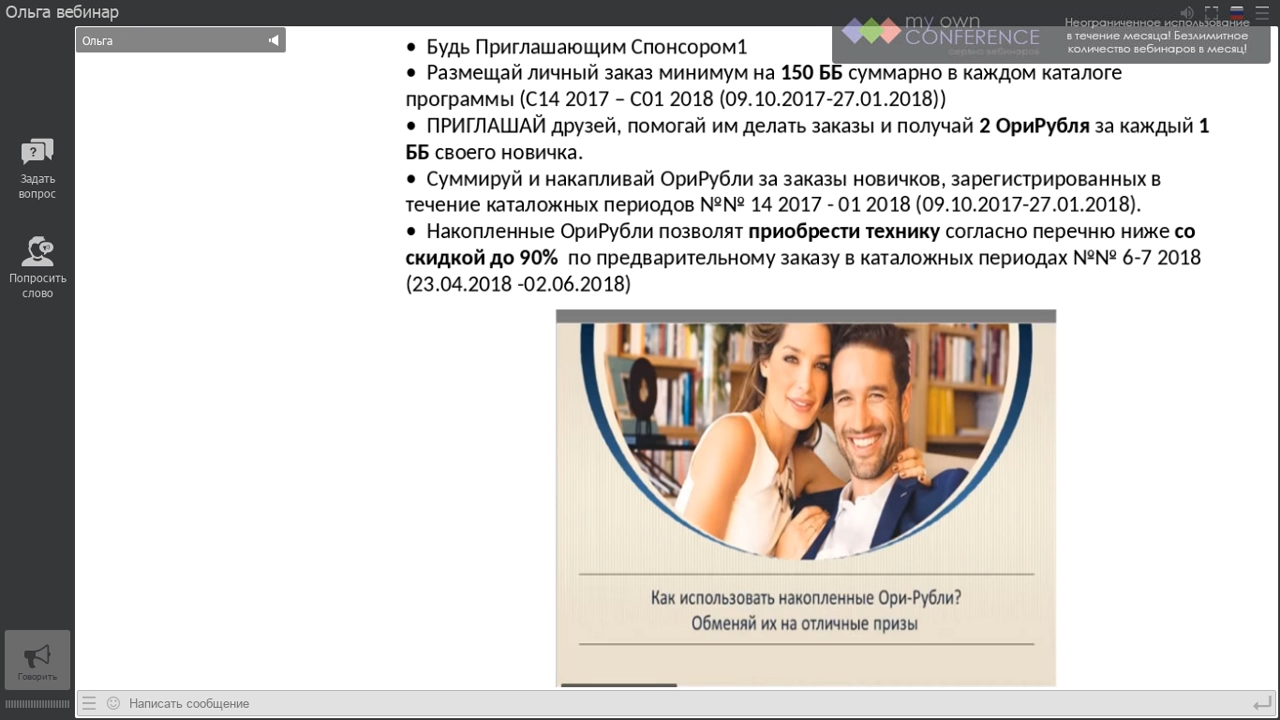 Ольга вебинар
Ольга
my own
CONFERENCE
сервис вебинаров
Неограниченное использование
в течение месяца! Безлимитное
количество вебинаров в месяц!
• Будь Приглашающим Спонсором1
• Размещай личный заказ минимум на 150 ББ суммарно в каждом каталоге
программы (С14 2017 – С01 2018 (09.10.2017-27.01.2018))
• ПРИГЛАШАЙ друзей, помогай им делать заказы и получай 2 ОриРубля за каждый 1
ББ своего новичка.
• Суммируй и накапливай ОриРубли за заказы новичков, зарегистрированных в
течение каталожных периодов №№ 14 2017 - 01 2018 (09.10.2017-27.01.2018).
• Накопленные ОриРубли позволят приобрести технику согласно перечню ниже со
скидкой до 90% по предварительному заказу в каталожных периодах №№ 6-7 2018
(23.04.2018 -02.06.2018)
Задать
вопрос
Попросить
слово
Как использовать накопленные Ори-Рубли?
Обменяй их на отличные призы
Говорить
Написать сообщение